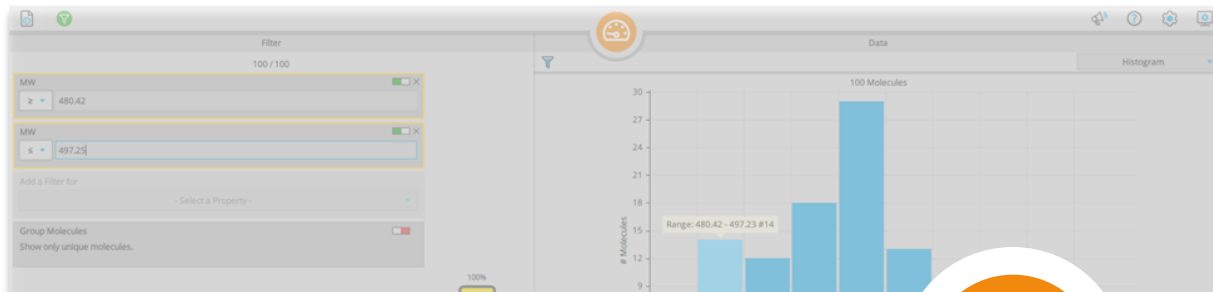 Filter
Data
100 / 100
Histogram
MW
≥ 480.42
100 Molecules
30
27
24
21
18
15
12
9
# Molecules
Range: 480.42 - 497.23 #14
MW
≤ 497.25
Add a Filter for
- Select a Property -
Group Molecules
Show only unique molecules.
100%